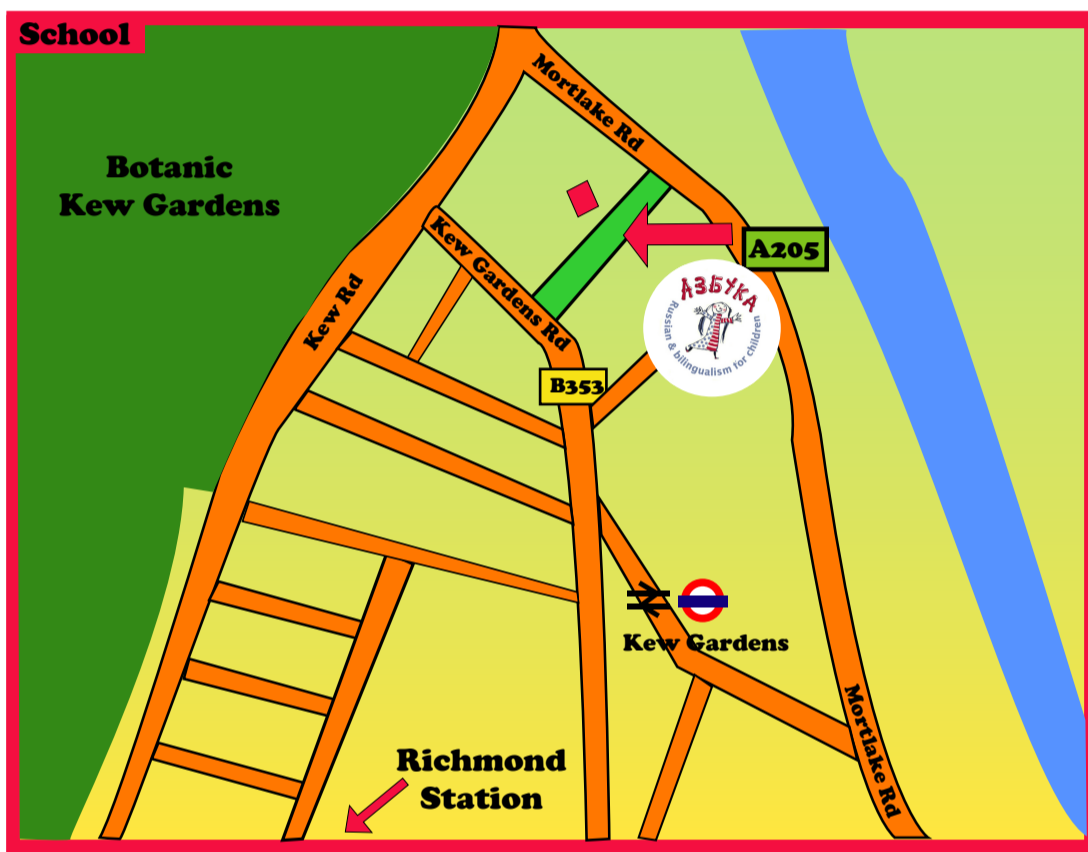 School
Botanic
Kew Gardens
Mortlake Rd
Kew Gardens Rd
Kew Rd
A205
АЗБУКА
Russian & bilingualism for children
B353
Kew Gardens
Mortlake Rd
Richmond
Station